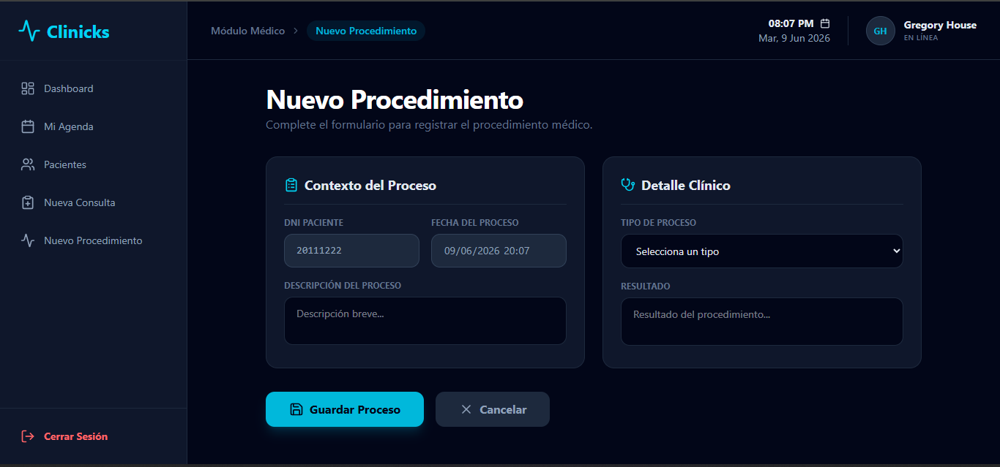 Clinicks
Módulo Médico
Nuevo Procedimiento
08:07 PM
Mar, 9 Jun 2026
GH
Gregory House
EN LÍNEA
Dashboard
Mi Agenda
Pacientes
Nueva Consulta
Nuevo Procedimiento
Cerrar Sesión
Nuevo Procedimiento
Complete el formulario para registrar el procedimiento médico.
Contexto del Proceso
DNI PACIENTE
20111222
FECHA DEL PROCESO
09/06/2026 20:07
DESCRIPCIÓN DEL PROCESO
Descripción breve...
Detalle Clínico
TIPO DE PROCESO
Selecciona un tipo
RESULTADO
Resultado del procedimiento...
Guardar Proceso
Cancelar